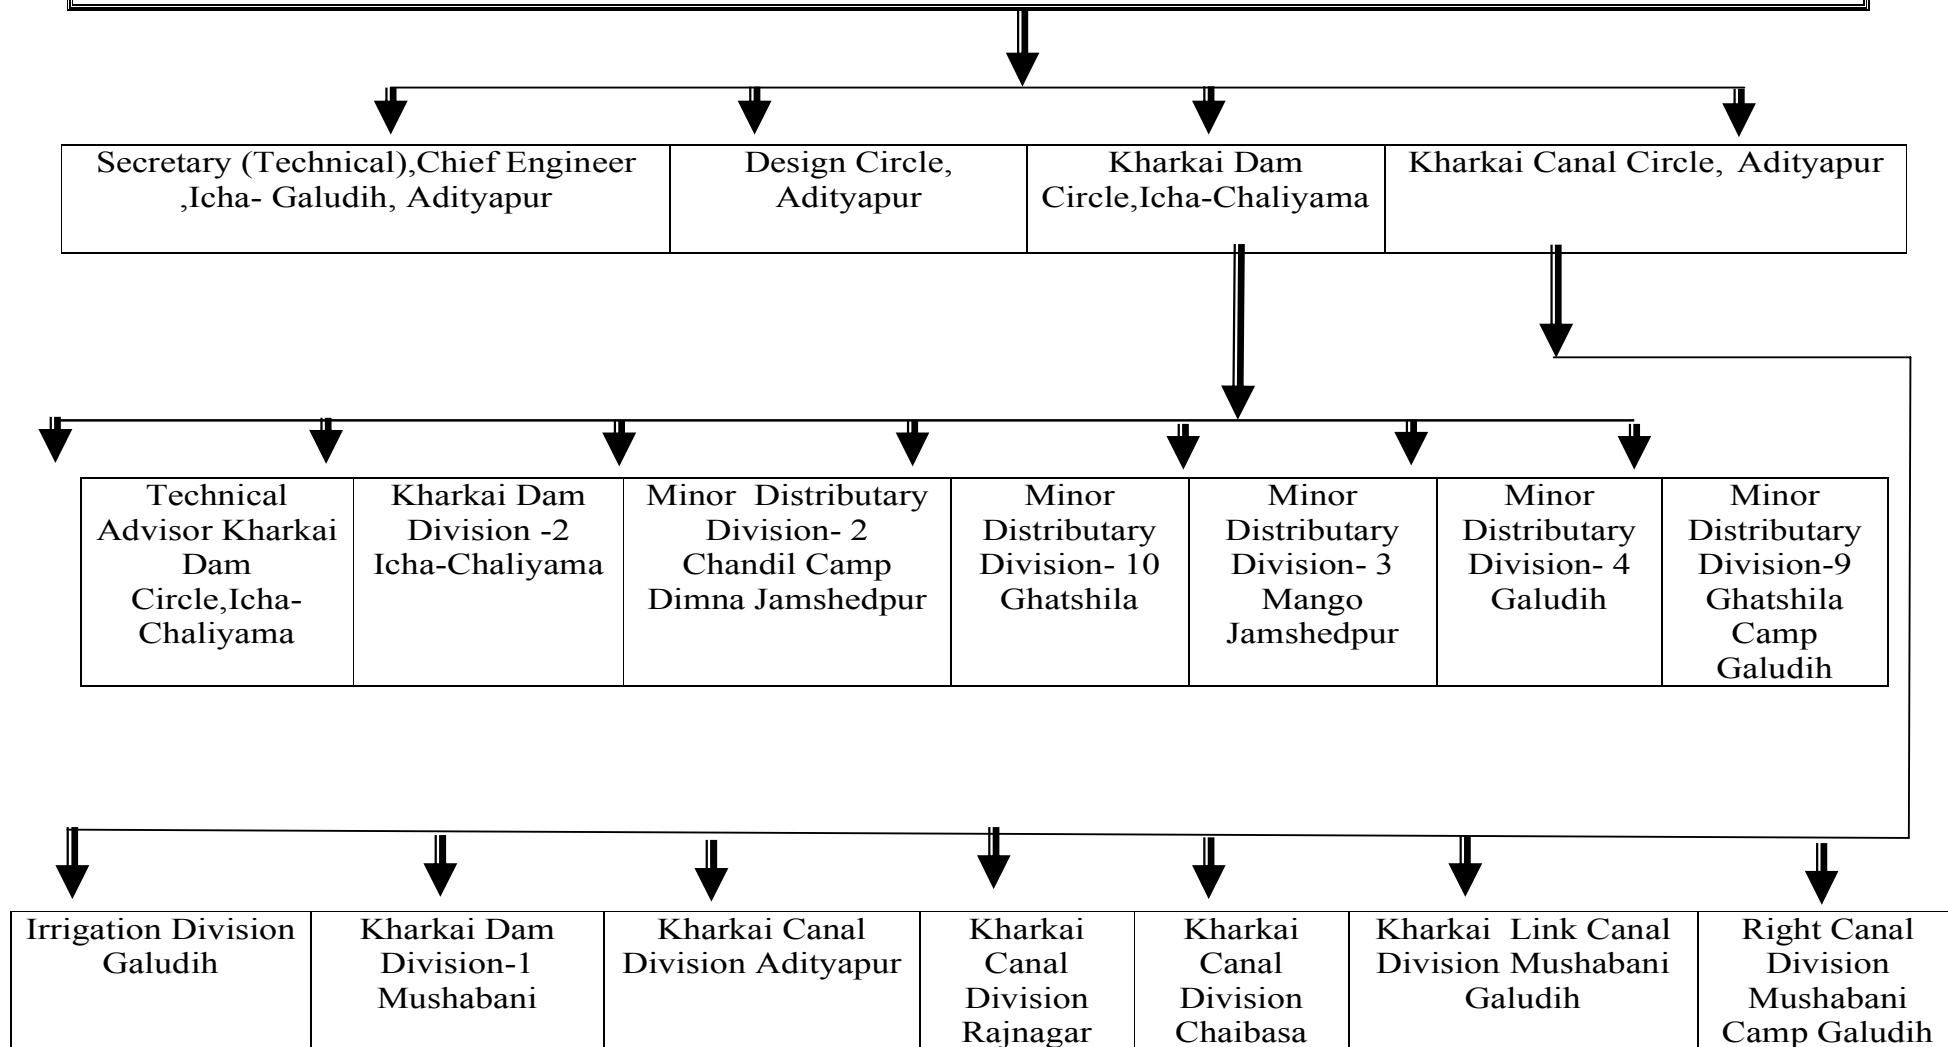 Secretary (Technical),Chief Engineer
,Icha- Galudih, Adityapur
Design Circle,
Adityapur
Kharkai Dam
Circle,Icha-Chaliyama
Kharkai Canal Circle, Adityapur
Technical
Advisor Kharkai
Dam
Circle,Icha-
Chaliyama
Kharkai Dam
Division -2
Icha-Chaliyama
Minor Distributary
Division- 2
Chandil Camp
Dimna Jamshedpur
Minor
Distributary
Division- 10
Ghatshila
Minor
Distributary
Division- 3
Mango
Jamshedpur
Minor
Distributary
Division- 4
Galudih
Minor
Distributary
Division-9
Ghatshila
Camp
Galudih
Irrigation Division
Galudih
Kharkai Dam
Division-1
Mushabani
Kharkai Canal
Division Adityapur
Kharkai
Canal
Division
Rajnagar
Kharkai
Canal
Division
Chaibasa
Kharkai Link Canal
Division Mushabani
Galudih
Right Canal
Division
Mushabani
Camp Galudih